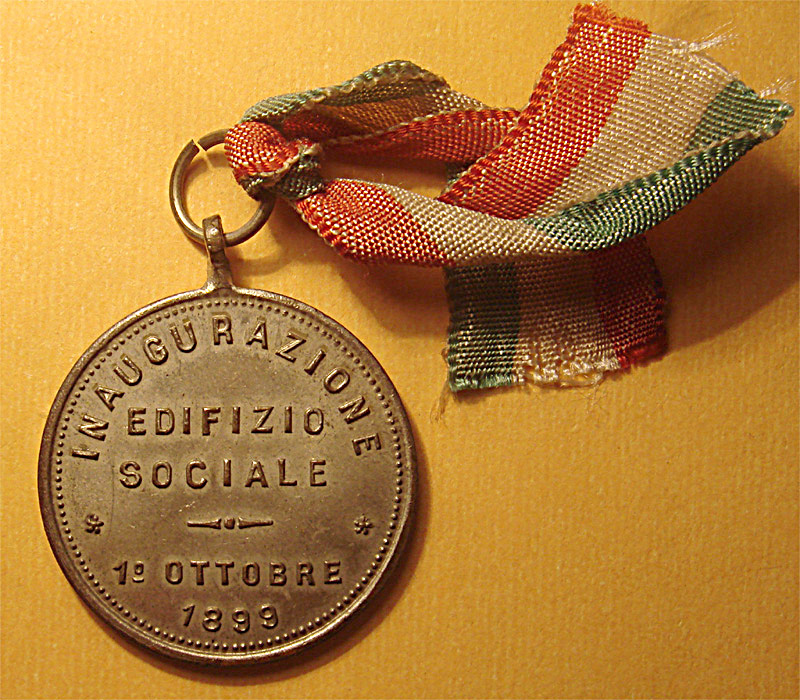 INAUGURAZIONE
EDIFIZIO
SOCIALE
1º OTTOBRE
1899